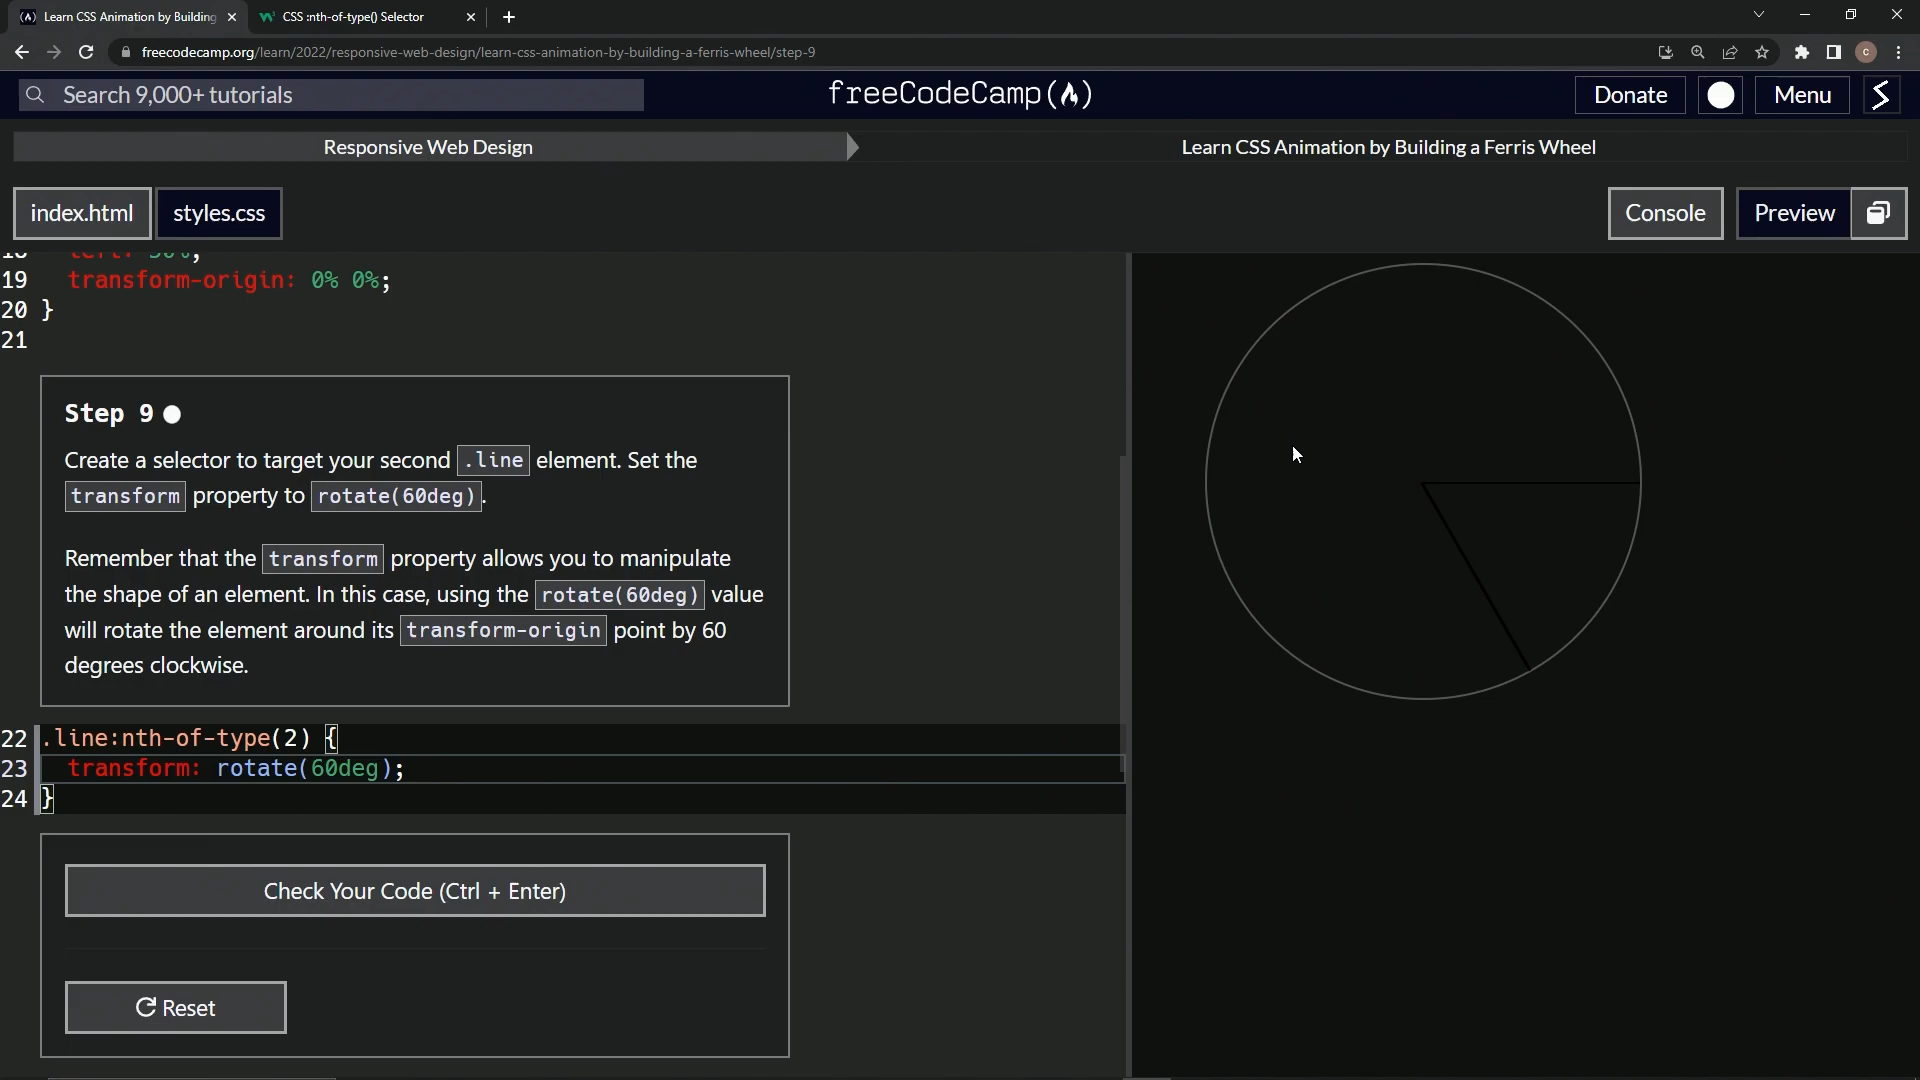 Learn CSS Animation by Building
CSS :nth-of-type() Selector
freecodecamp.org/learn/2022/responsive-web-design/learn-css-animation-by-building-a-ferris-wheel/step-9
C
Search 9,000+ tutorials
freeCodeCamp
Donate
Menu
Responsive Web Design
Learn CSS Animation by Building a Ferris Wheel
index.html
styles.css
Console
Preview
18 left: 50%;
19 transform-origin: 0% 0%;
20 }
21
Step 9
Create a selector to target your second .line element. Set the
transform property to rotate(60deg).
Remember that the transform property allows you to manipulate
the shape of an element. In this case, using the rotate(60deg) value
will rotate the element around its transform-origin point by 60
degrees clockwise.
22 .line:nth-of-type(2) {
23 transform: rotate(60deg);
24 }
Check Your Code (Ctrl + Enter)
Reset